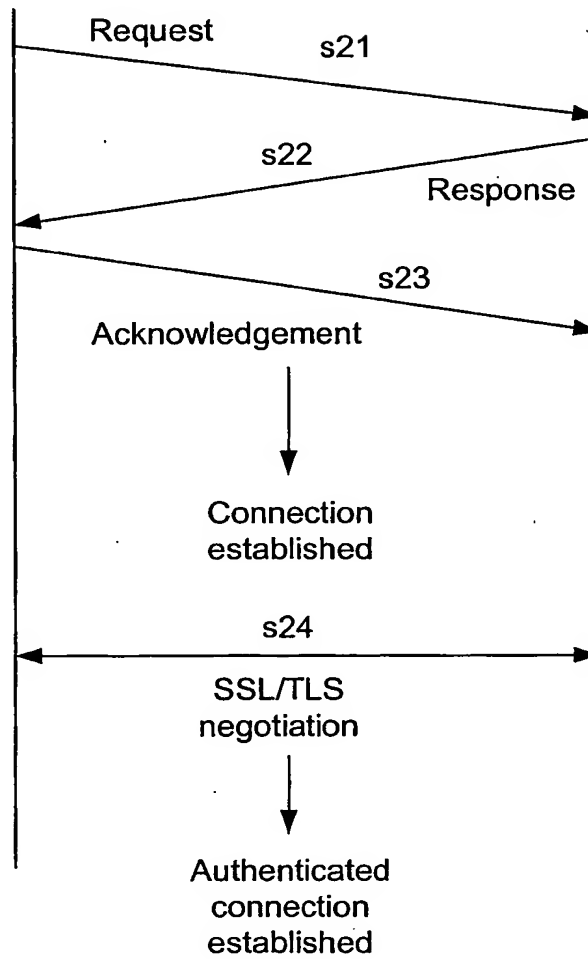 Request
s21
s22
Response
s23
Acknowledgement
Connection
established
s24
SSL/TLS
negotiation
Authenticated
connection
established